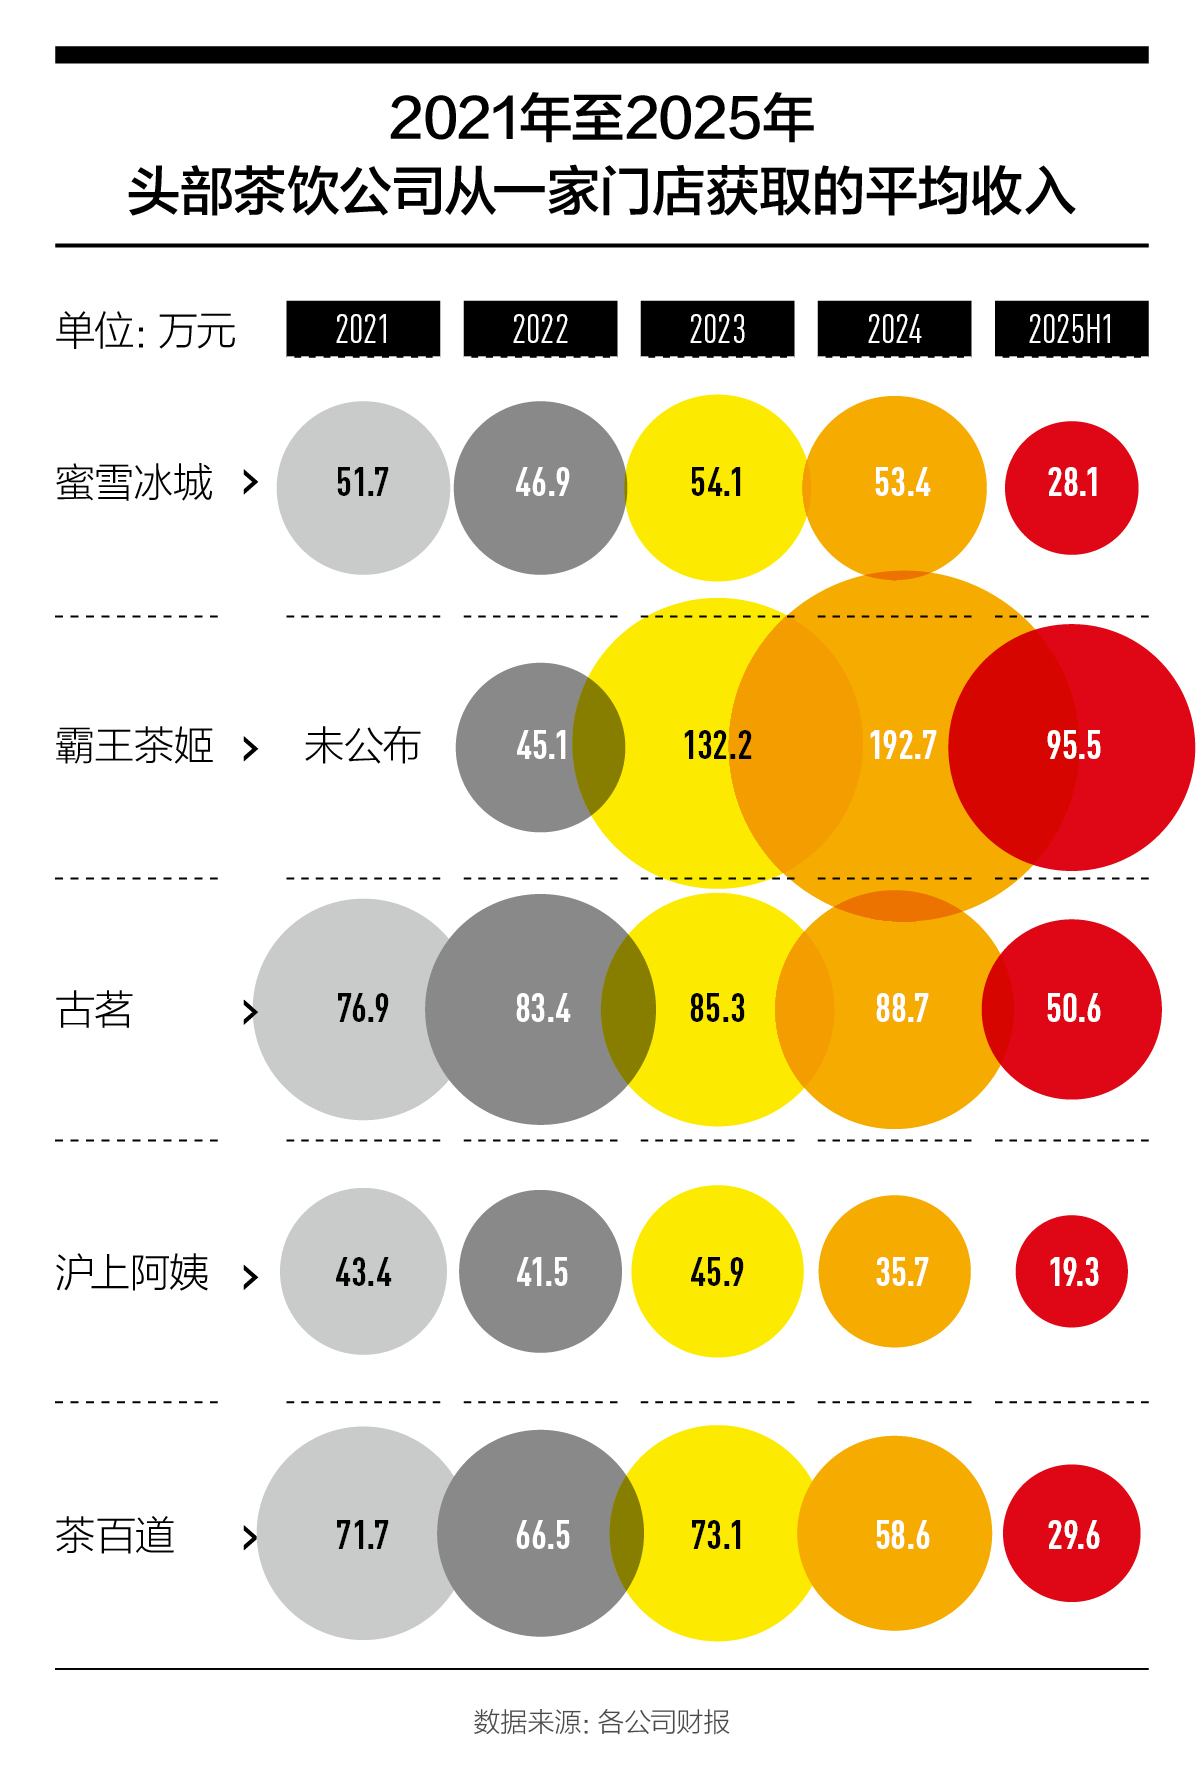 2021年至2025年
头部茶饮公司从一家门店获取的平均收入
单位: 万元 2021 2022 2023 2024 2025H1
蜜雪冰城 > 51.7 46.9 54.1 53.4 28.1
霸王茶姬 > 未公布 45.1 132.2 192.7 95.5
古茗 > 76.9 83.4 85.3 88.7 50.6
沪上阿姨 > 43.4 41.5 45.9 35.7 19.3
茶百道 > 71.7 66.5 73.1 58.6 29.6
数据来源: 各公司财报